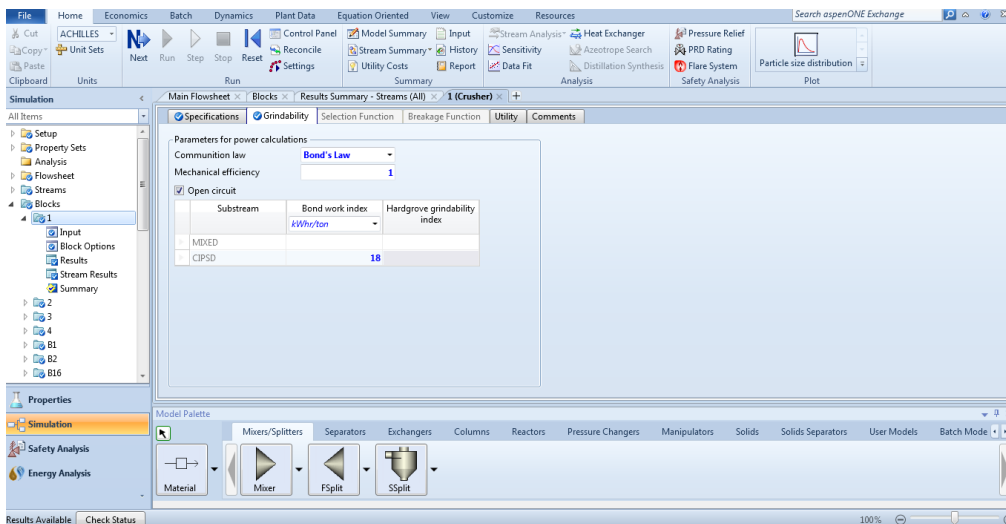 File Home Economics Batch Dynamics Plant Data Equation Oriented View Customize Resources Search aspenONE Exchange
Cut ACHILLES Control Panel Model Summary Input Stream Analysis Heat Exchanger Pressure Relief
Copy Unit Sets Next Run Step Stop Reset Reconcile Stream Summary History Sensitivity Azeotrope Search PRD Rating
Paste Settings Utility Costs Report Data Fit Distillation Synthesis Flare System Particle size distribution
Clipboard Units Run Summary Analysis Safety Analysis Plot
Simulation < Main Flowsheet × Blocks × Results Summary - Streams (All) × 1 (Crusher) × +
All Items
Specifications Grindability Selection Function Breakage Function Utility Comments
Setup
Property Sets
Analysis
Flowsheet
Streams
Blocks
1
Input
Block Options
Results
Stream Results
Summary
2
3
4
B1
B2
B16
Parameters for power calculations
Communition law Bond's Law
Mechanical efficiency 1
Open circuit
Substream Bond work index Hardgrove grindability index
kWhr/ton
MIXED
CIPSD 18
Properties
Simulation
Safety Analysis
Energy Analysis
Model Palette
Mixers/Splitters Separators Exchangers Columns Reactors Pressure Changers Manipulators Solids Solids Separators User Models Batch Mode
Material Mixer FSplit SSplit
Results Available Check Status 100%